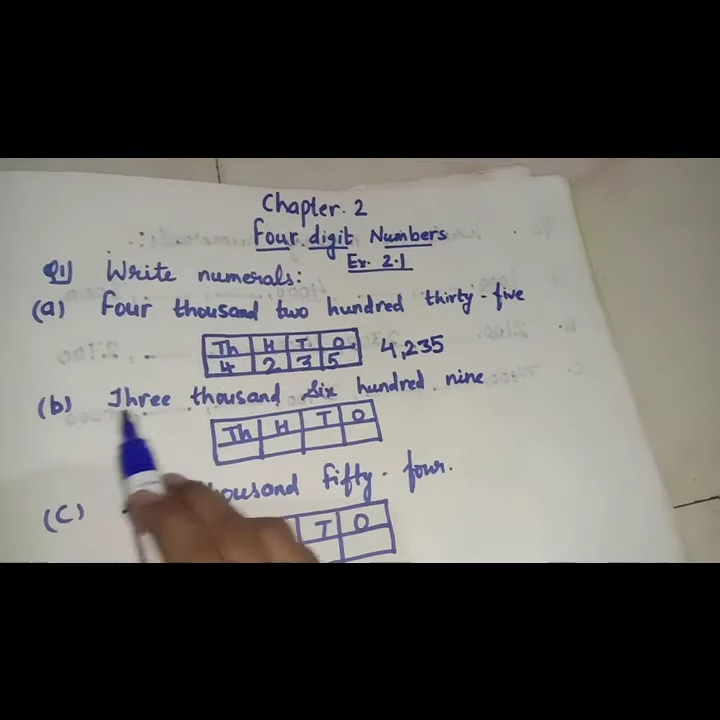 Chapter. 2
Four digit Numbers
Ex. 2.1
Q1) Write numerals:
(a) Four thousand two hundred thirty-five
Th H T O
4 2 3 5 4,235
(b) Three thousand six hundred nine
Th H T O
(C) thousand fifty-four.
T O